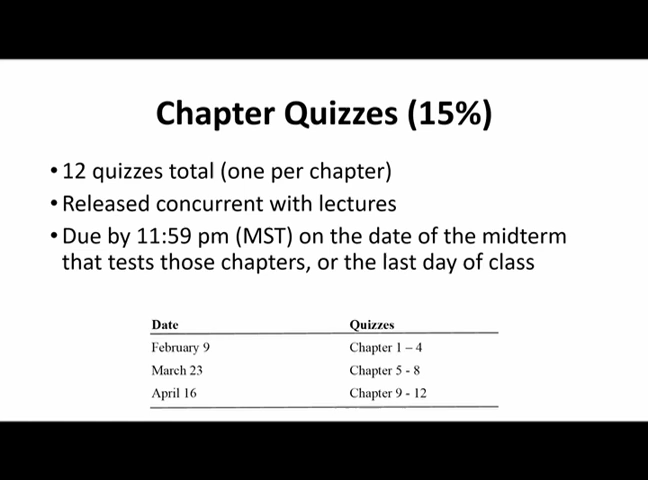 Chapter Quizzes (15%)
• 12 quizzes total (one per chapter)
• Released concurrent with lectures
• Due by 11:59 pm (MST) on the date of the midterm
that tests those chapters, or the last day of class
Date Quizzes
February 9 Chapter 1 – 4
March 23 Chapter 5 - 8
April 16 Chapter 9 - 12